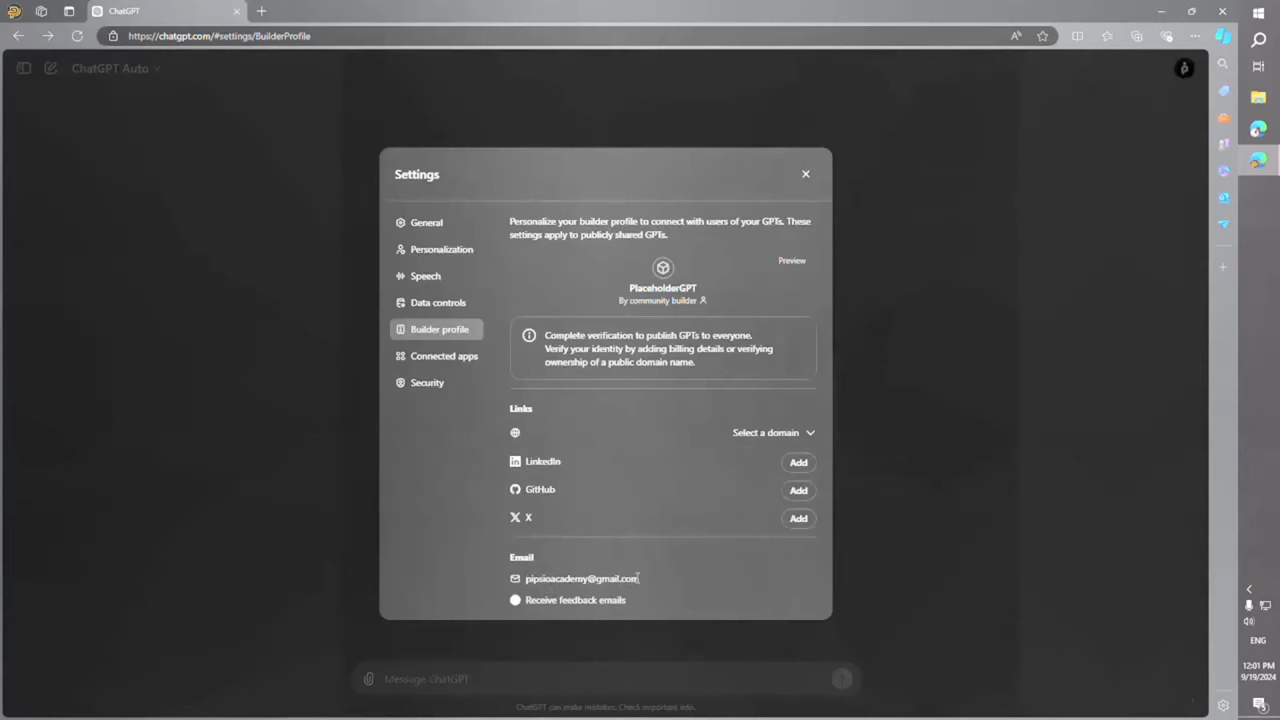 ChatGPT
https://chatgpt.com/#settings/BuilderProfile
ChatGPT Auto
Settings
General
Personalization
Speech
Data controls
Builder profile
Connected apps
Security
Personalize your builder profile to connect with users of your GPTs. These
settings apply to publicly shared GPTs.
Preview
PlaceholderGPT
By community builder
Complete verification to publish GPTs to everyone.
Verify your identity by adding billing details or verifying
ownership of a public domain name.
Links
Select a domain
LinkedIn
Add
GitHub
Add
X
Add
Email
pipsioacademy@gmail.com
Receive feedback emails
Message ChatGPT
ChatGPT can make mistakes. Check important info.
ENG
12:01 PM
9/19/2024